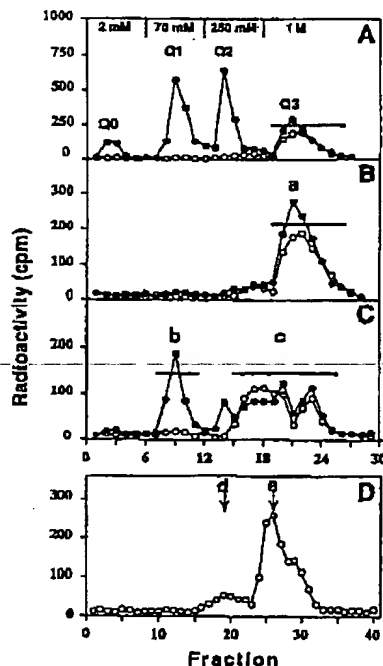 2 mM 70 mM 250 mM 1 M
A
1000
750
500
250
0
Q0
Q1
Q2
Q3
B
300
200
100
0
a
C
200
100
0
b
c
0 6 12 18 24 30
D
300
200
100
0
d
e
0 10 20 30 40
Radioactivity (cpm)
Fraction